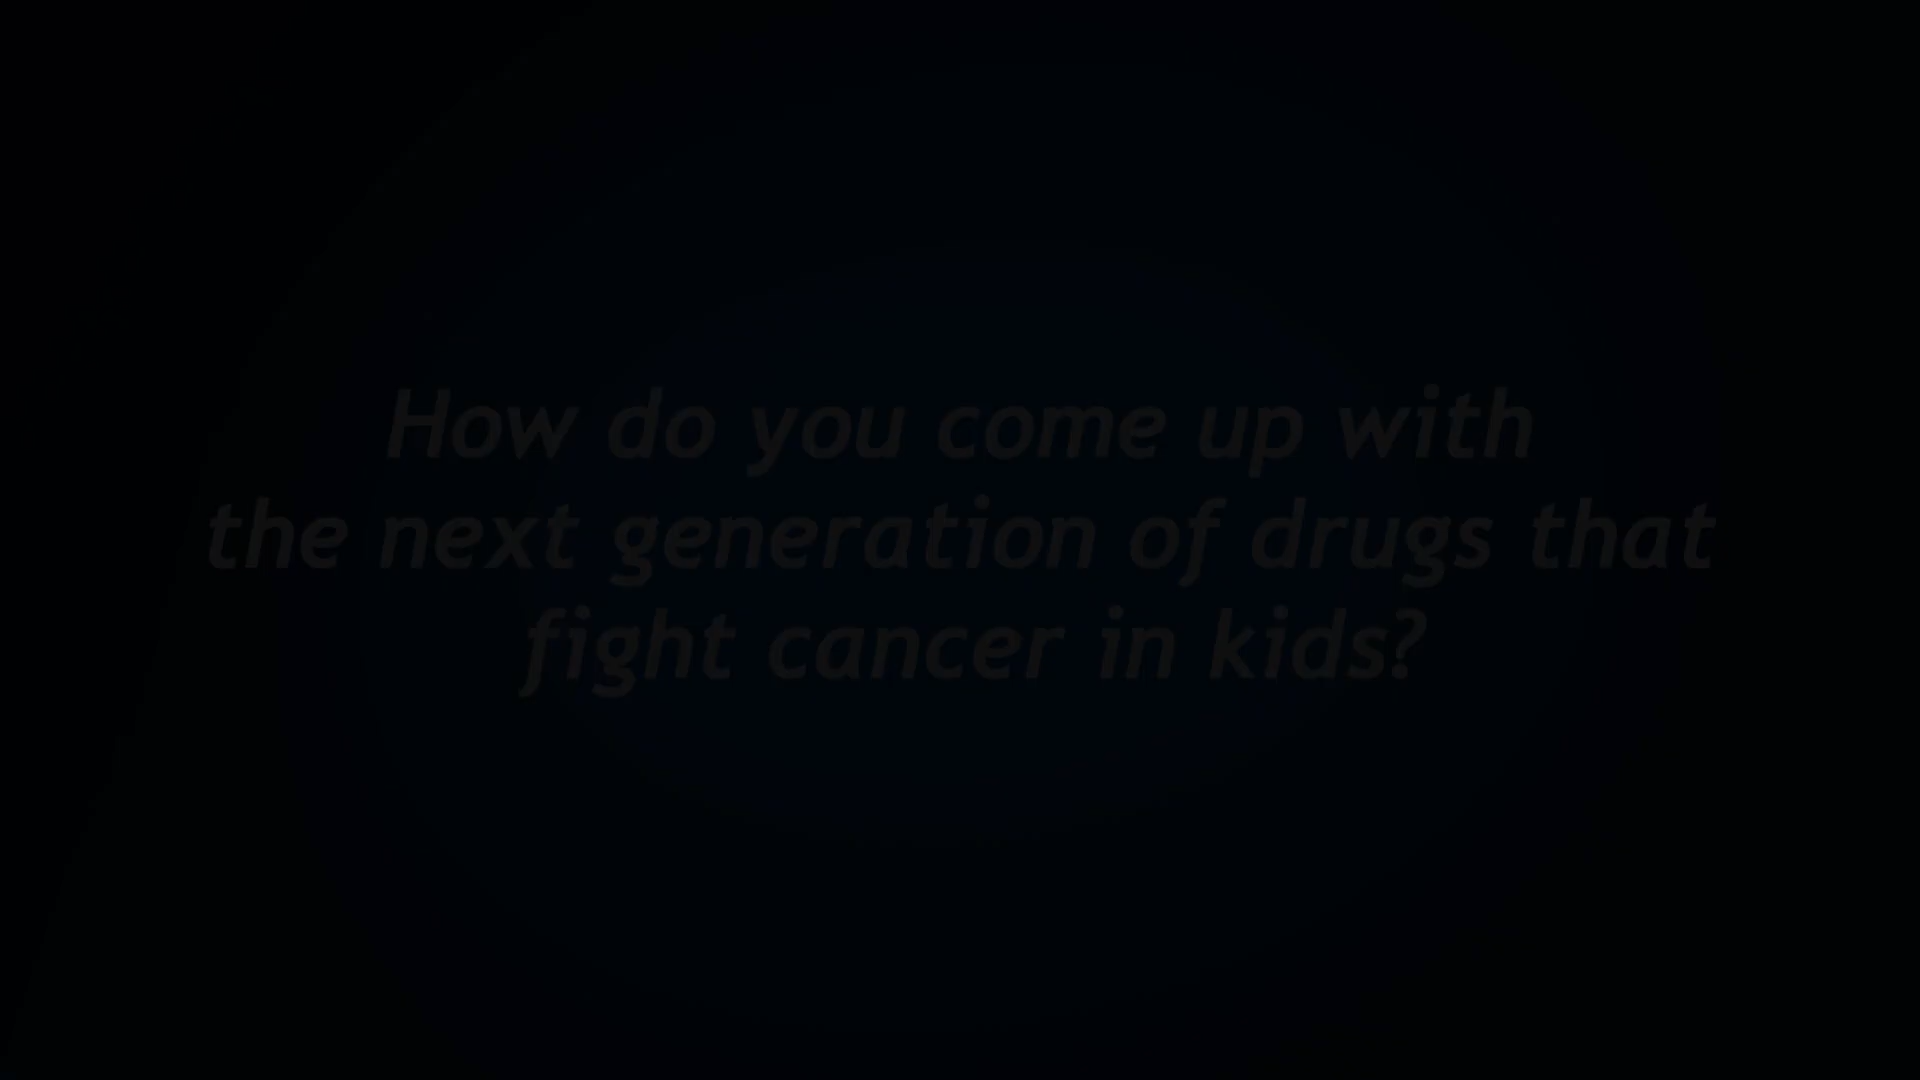 How do you come up with
the next generation of drugs that
fight cancer in kids?